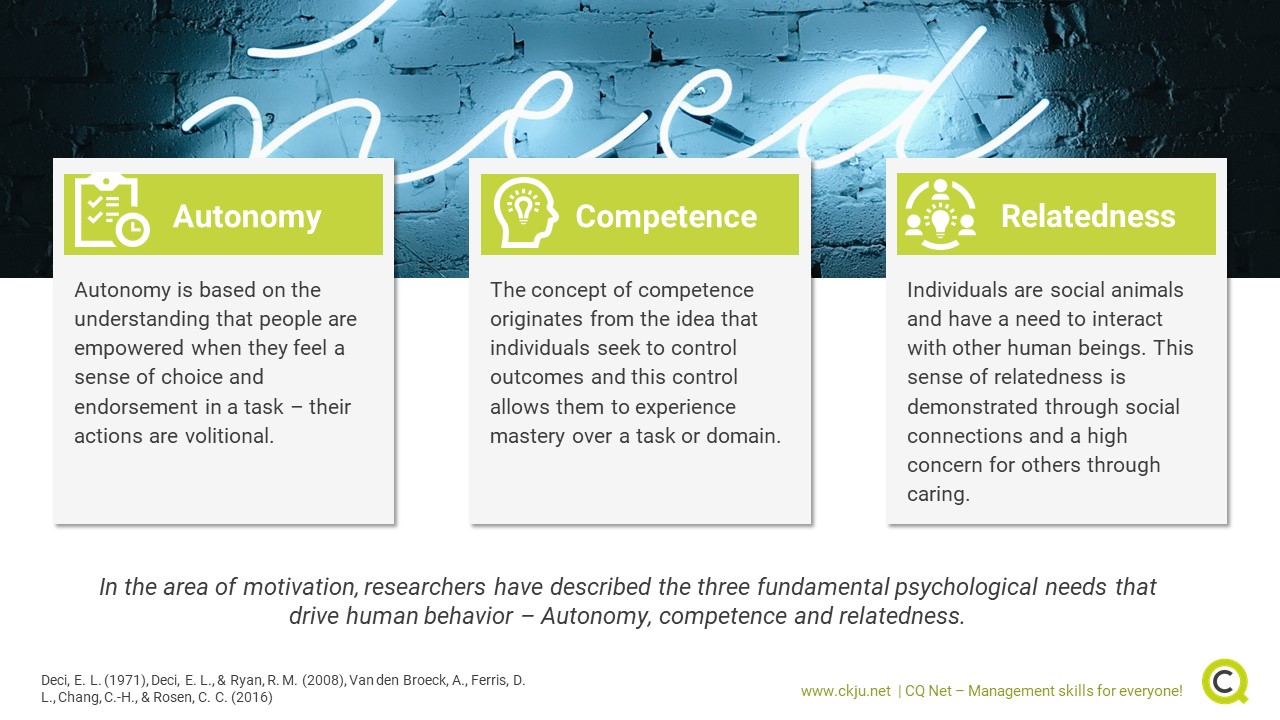 need
Autonomy
Autonomy is based on the
understanding that people are
empowered when they feel a
sense of choice and
endorsement in a task – their
actions are volitional.
Competence
The concept of competence
originates from the idea that
individuals seek to control
outcomes and this control
allows them to experience
mastery over a task or domain.
Relatedness
Individuals are social animals
and have a need to interact
with other human beings. This
sense of relatedness is
demonstrated through social
connections and a high
concern for others through
caring.
In the area of motivation, researchers have described the three fundamental psychological needs that
drive human behavior – Autonomy, competence and relatedness.
Deci, E. L. (1971), Deci, E. L., & Ryan, R. M. (2008), Van den Broeck, A., Ferris, D.
L., Chang, C.-H., & Rosen, C. C. (2016)
www.ckju.net | CQ Net – Management skills for everyone!
CQ